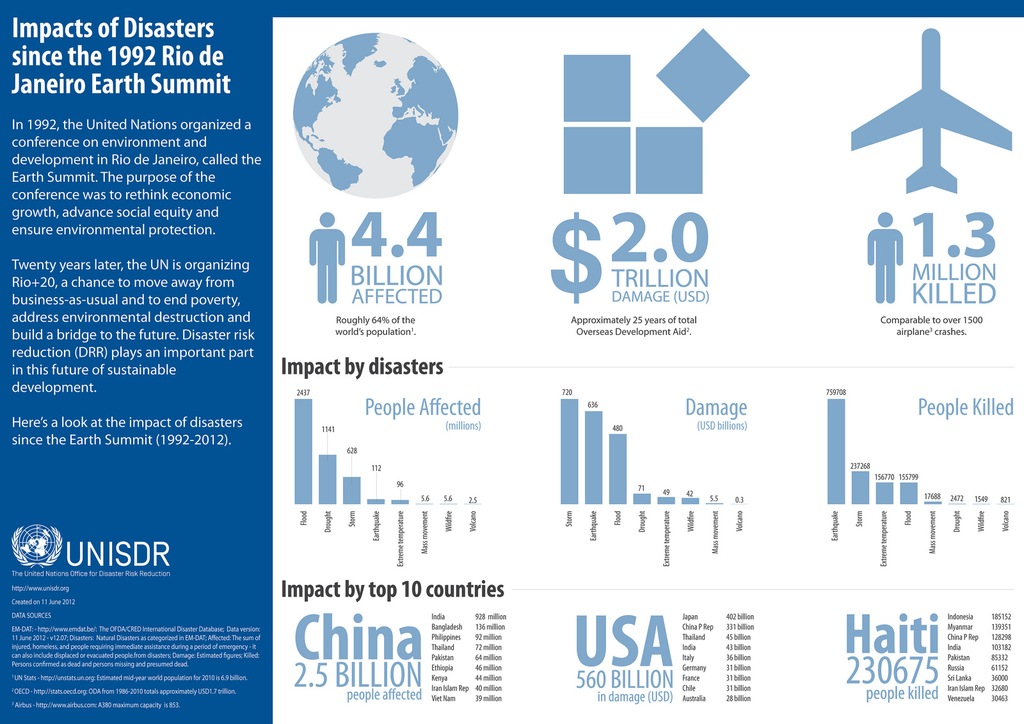 Impacts of Disasters
since the 1992 Rio de
Janeiro Earth Summit
In 1992, the United Nations organized a
conference on environment and
development in Rio de Janeiro, called the
Earth Summit. The purpose of the
conference was to rethink economic
growth, advance social equity and
ensure environmental protection.
Twenty years later, the UN is organizing
Rio+20, a chance to move away from
business-as-usual and to end poverty,
address environmental destruction and
build a bridge to the future. Disaster risk
reduction (DRR) plays an important part
in this future of sustainable
development.
Here's a look at the impact of disasters
since the Earth Summit (1992-2012).
UNISDR
The United Nations Office for Disaster Risk Reduction
http://www.unisdr.org
Created on 11 June 2012
DATA SOURCES
EM-DAT: - http://www.emdat.be/: The OFDA/CRED International Disaster Database; Data version:
11 June 2012 - v12.07; Disasters: Natural Disasters as categorized in EM-DAT; Affected: The sum of
injured, homeless, and people requiring immediate assistance during a period of emergency - it
can also include displaced or evacuated people.from disasters; Damage: Estimated figures; Killed:
Persons confirmed as dead and persons missing and presumed dead.
¹ UN Stats - http://unstats.un.org: Estimated mid-year world population for 2010 is 6.9 billion.
² OECD - http://stats.oecd.org: ODA from 1986-2010 totals approximately USD1.7 trillion.
³ Airbus - http://www.airbus.com: A380 maximum capacity is 853.
4.4
BILLION
AFFECTED
Roughly 64% of the
world's population¹.
$2.0
TRILLION
DAMAGE (USD)
Approximately 25 years of total
Overseas Development Aid².
1.3
MILLION
KILLED
Comparable to over 1500
airplane³ crashes.
Impact by disasters
People Affected
(millions)
2437
1141
628
112
96
5.6
5.6
2.5
Flood
Drought
Storm
Earthquake
Extreme temperature
Mass movement
Wildfire
Volcano
Damage
(USD billions)
720
636
480
71
49
42
5.5
0.3
Storm
Earthquake
Flood
Drought
Extreme temperature
Wildfire
Mass movement
Volcano
People Killed
759708
237268
156770
155799
17688
2472
1549
821
Earthquake
Storm
Extreme temperature
Flood
Mass movement
Drought
Wildfire
Volcano
Impact by top 10 countries
China
2.5 BILLION
people affected
India 928 million
Bangladesh 136 million
Philippines 92 million
Thailand 72 million
Pakistan 64 million
Ethiopia 46 million
Kenya 44 million
Iran Islam Rep 40 million
Viet Nam 39 million
USA
560 BILLION
in damage (USD)
Japan 402 billion
China P Rep 331 billion
Thailand 45 billion
India 43 billion
Italy 36 billion
Germany 31 billion
France 31 billion
Chile 31 billion
Australia 28 billion
Haiti
230675
people killed
Indonesia 185152
Myanmar 139351
China P Rep 128298
India 103182
Pakistan 85332
Russia 61152
Sri Lanka 36000
Iran Islam Rep 32680
Venezuela 30463